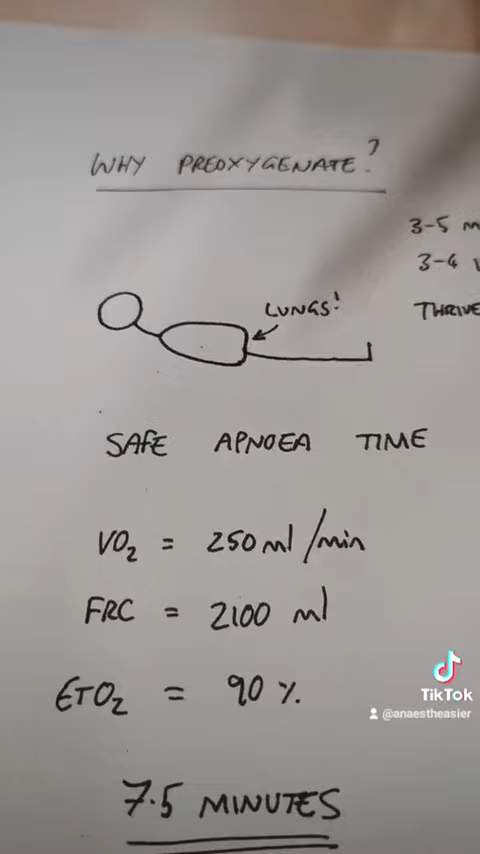 WHY PREOXYGENATE?
3-5 m
3-4
THRIVE
LUNGS!
SAFE APNOEA TIME
VO2 = 250 ml/min
FRC = 2100 ml
ETO2 = 90 %
TikTok
@anaestheasier
7.5 MINUTES